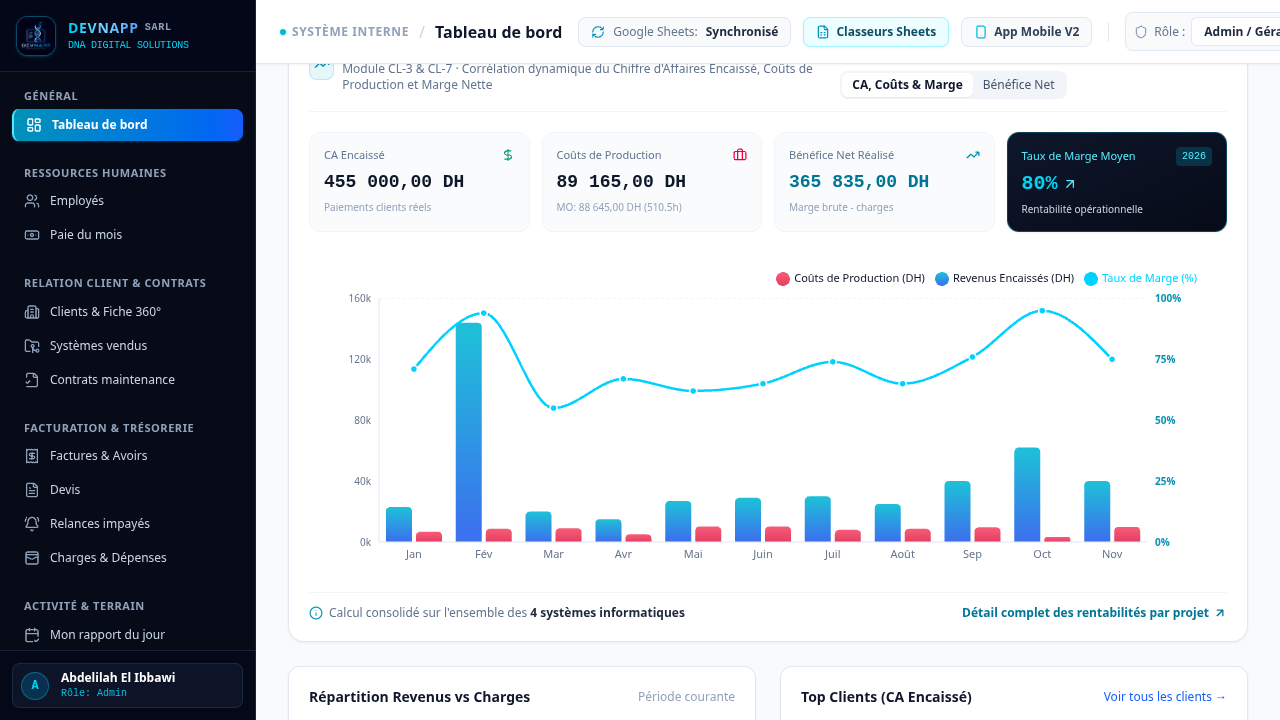 DEVNAPP SARL
DNA DIGITAL SOLUTIONS
SYSTÈME INTERNE / Tableau de bord
Google Sheets: Synchronisé
Classeurs Sheets
App Mobile V2
Rôle :
Admin / Géra
GÉNÉRAL
Tableau de bord
RESSOURCES HUMAINES
Employés
Paie du mois
RELATION CLIENT & CONTRATS
Clients & Fiche 360°
Systèmes vendus
Contrats maintenance
FACTURATION & TRÉSORERIE
Factures & Avoirs
Devis
Relances impayés
Charges & Dépenses
ACTIVITÉ & TERRAIN
Mon rapport du jour
A
Abdelilah El Ibbawi
Rôle: Admin
Module CL-3 & CL-7 · Corrélation dynamique du Chiffre d'Affaires Encaissé, Coûts de
Production et Marge Nette
CA, Coûts & Marge
Bénéfice Net
CA Encaissé
455 000,00 DH
Paiements clients réels
Coûts de Production
89 165,00 DH
MO: 88 645,00 DH (510.5h)
Bénéfice Net Réalisé
365 835,00 DH
Marge brute - charges
Taux de Marge Moyen
2026
80%
Rentabilité opérationnelle
Coûts de Production (DH)
Revenus Encaissés (DH)
Taux de Marge (%)
160k
120k
80k
40k
0k
100%
75%
50%
25%
0%
Jan Fév Mar Avr Mai Juin Juil Août Sep Oct Nov
Calcul consolidé sur l'ensemble des 4 systèmes informatiques
Détail complet des rentabilités par projet
Répartition Revenus vs Charges
Période courante
Top Clients (CA Encaissé)
Voir tous les clients →